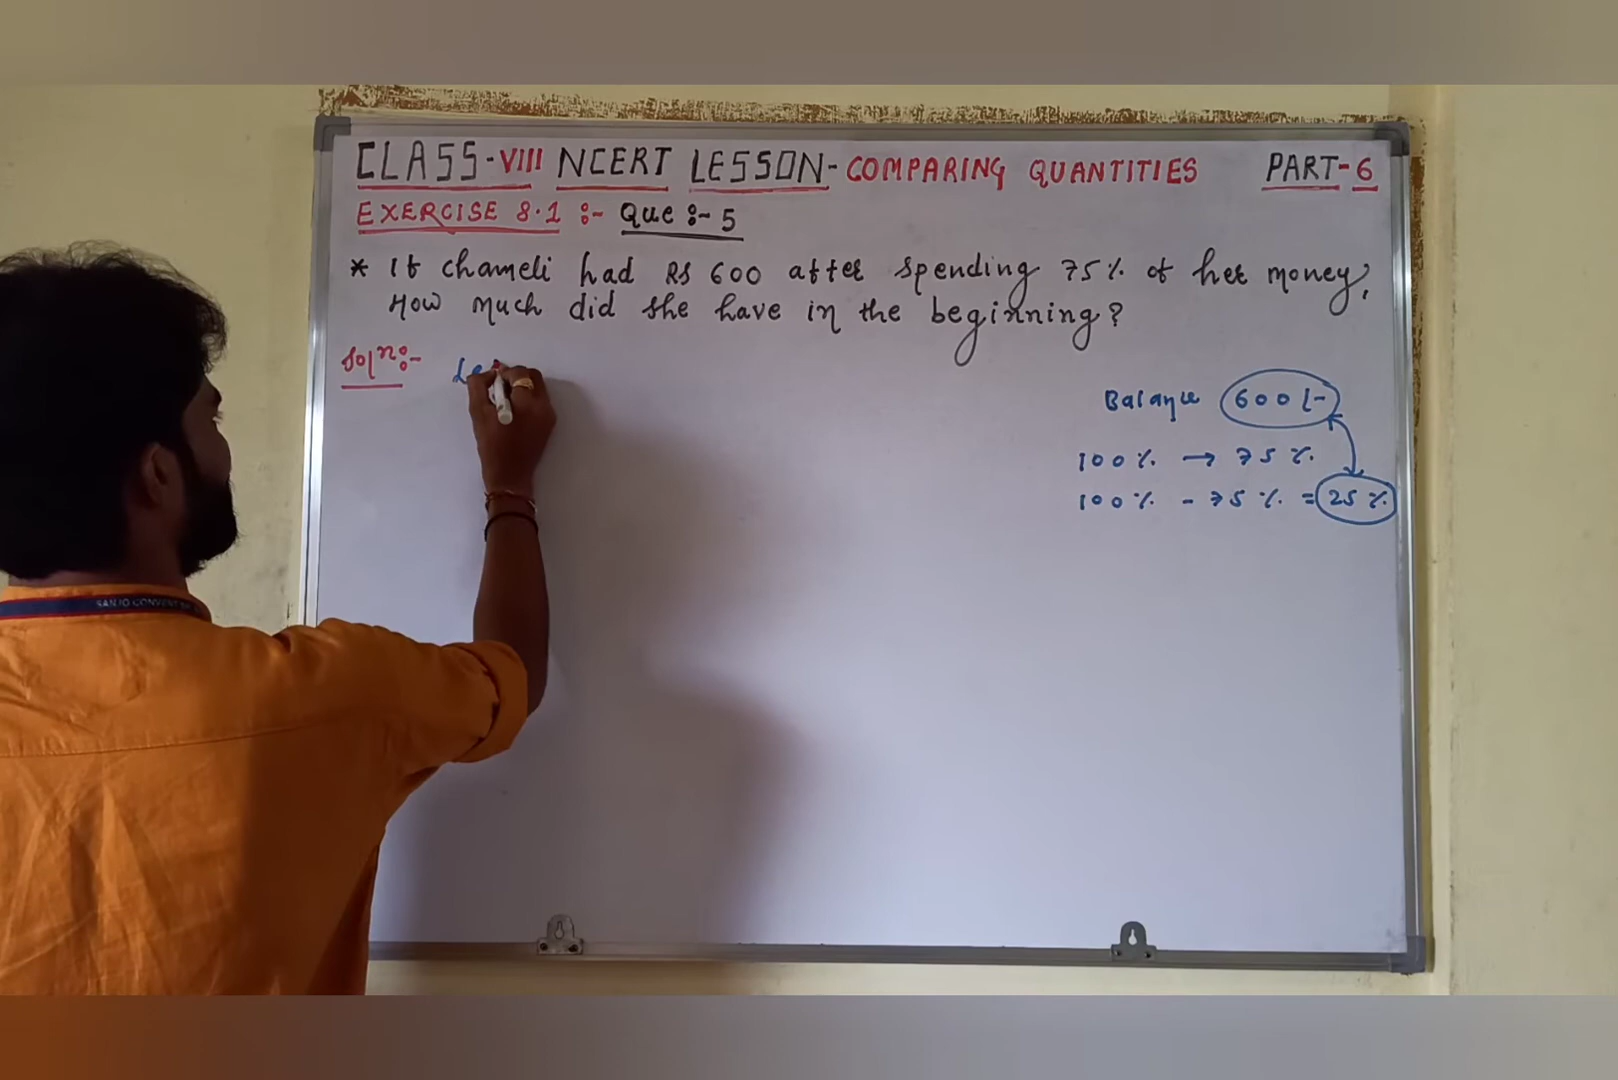 CLASS-VIII NCERT LESSON-COMPARING QUANTITIES PART-6
EXERCISE 8.1 :- Que :- 5
* If chameli had Rs 600 after spending 75% of her money,
How much did she have in the beginning?
Solⁿ:-
Balance 600/-
100% → 75%
100% - 75% = 25%
SANJO CONVENT